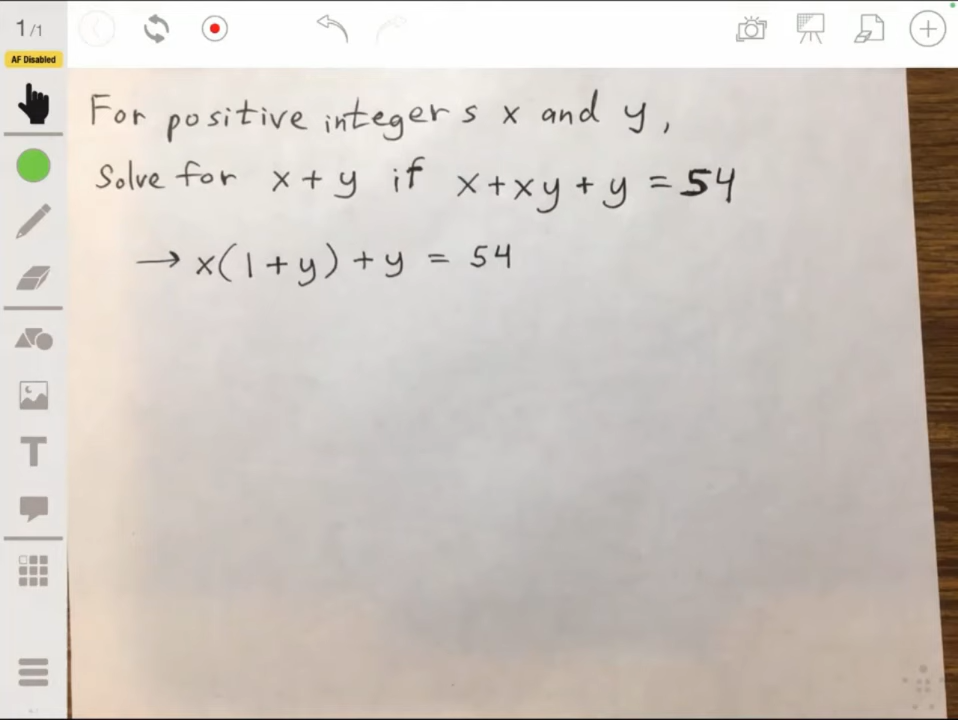 1/1
AF Disabled
For positive integers x and y,
Solve for x + y if x + xy + y = 54
→ x(1 + y) + y = 54
T